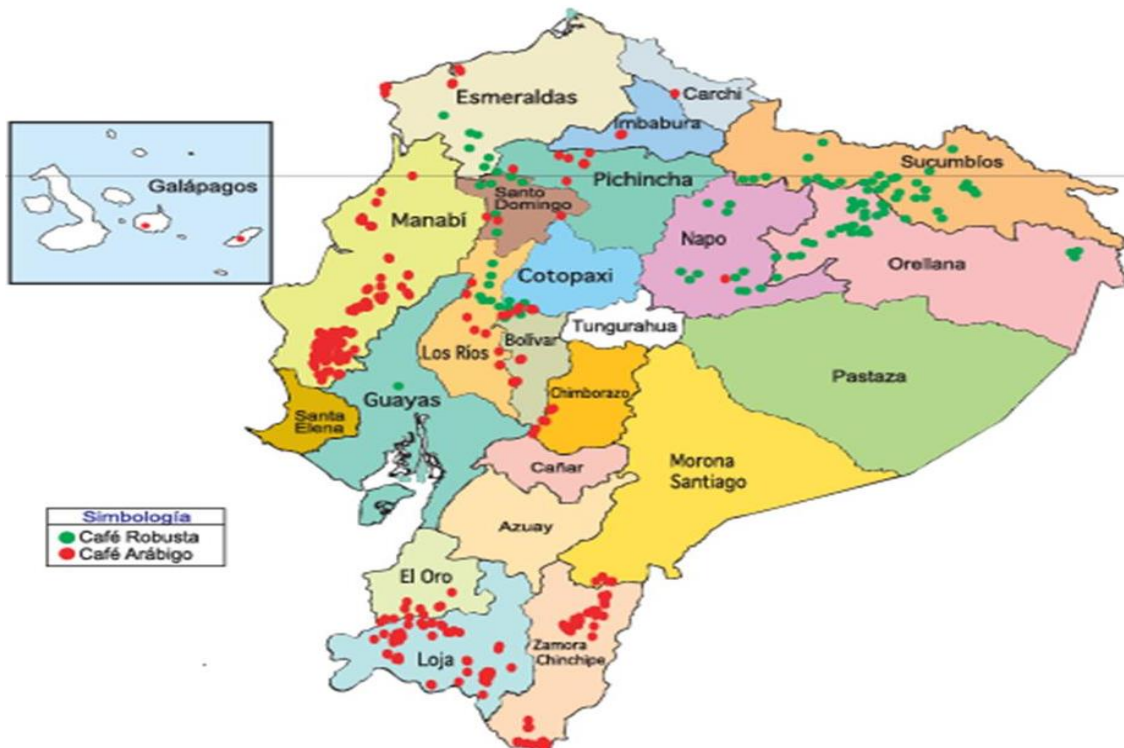 Esmeraldas
Carchi
Imbabura
Sucumbíos
Galápagos
Pichincha
Santo
Domingo
Manabí
Napo
Orellana
Cotopaxi
Tungurahua
Los Ríos
Bolívar
Pastaza
Chimborazo
Guayas
Santa
Elena
Cañar
Morona
Santiago
Azuay
Simbología
Café Robusta
Café Arábigo
El Oro
Zamora
Chinchipe
Loja